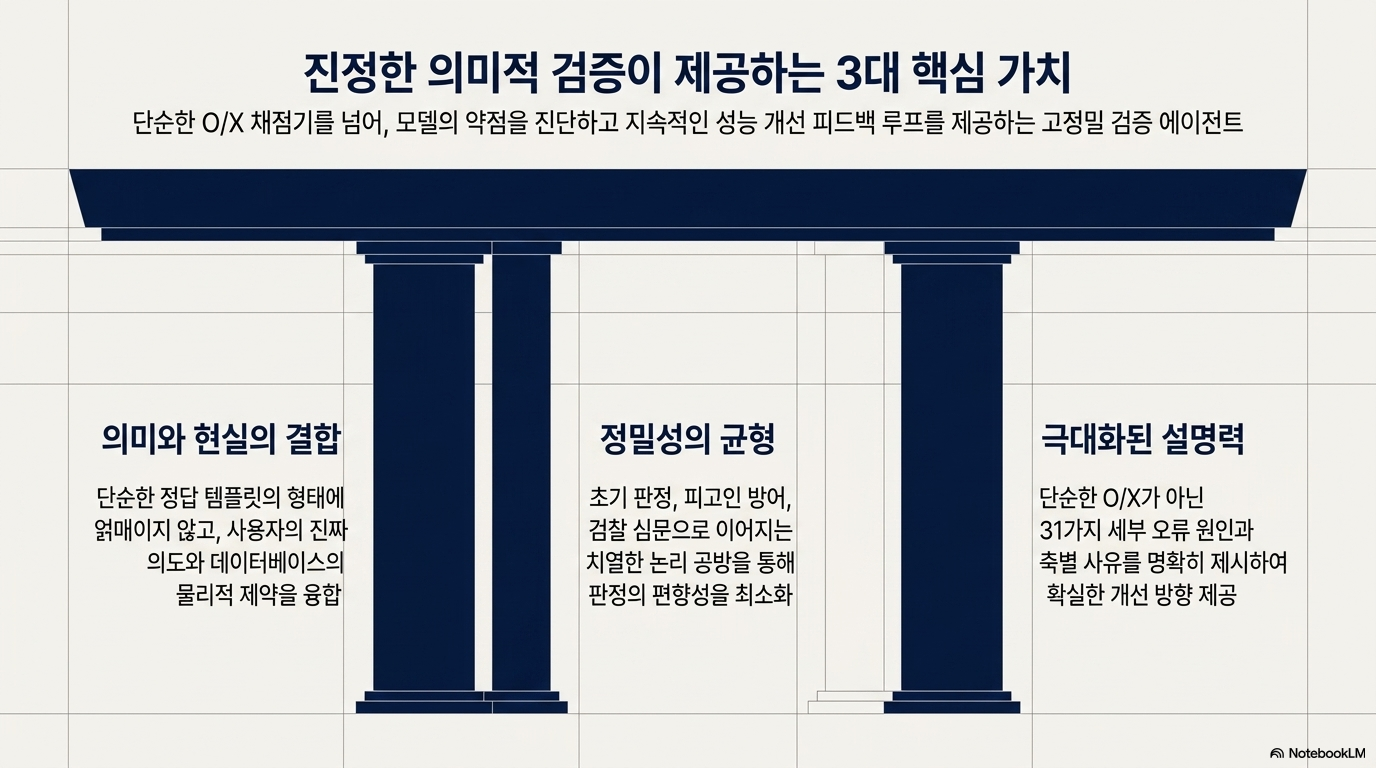 진정한 의미적 검증이 제공하는 3대 핵심 가치
단순한 O/X 채점기를 넘어, 모델의 약점을 진단하고 지속적인 성능 개선 피드백 루프를 제공하는 고정밀 검증 에이전트
의미와 현실의 결합
단순한 정답 템플릿의 형태에
얽매이지 않고, 사용자의 진짜
의도와 데이터베이스의
물리적 제약을 융합
정밀성의 균형
초기 판정, 피고인 방어,
검찰 심문으로 이어지는
치열한 논리 공방을 통해
판정의 편향성을 최소화
극대화된 설명력
단순한 O/X가 아닌
31가지 세부 오류 원인과
축별 사유를 명확히 제시하여
확실한 개선 방향 제공
NotebookLM